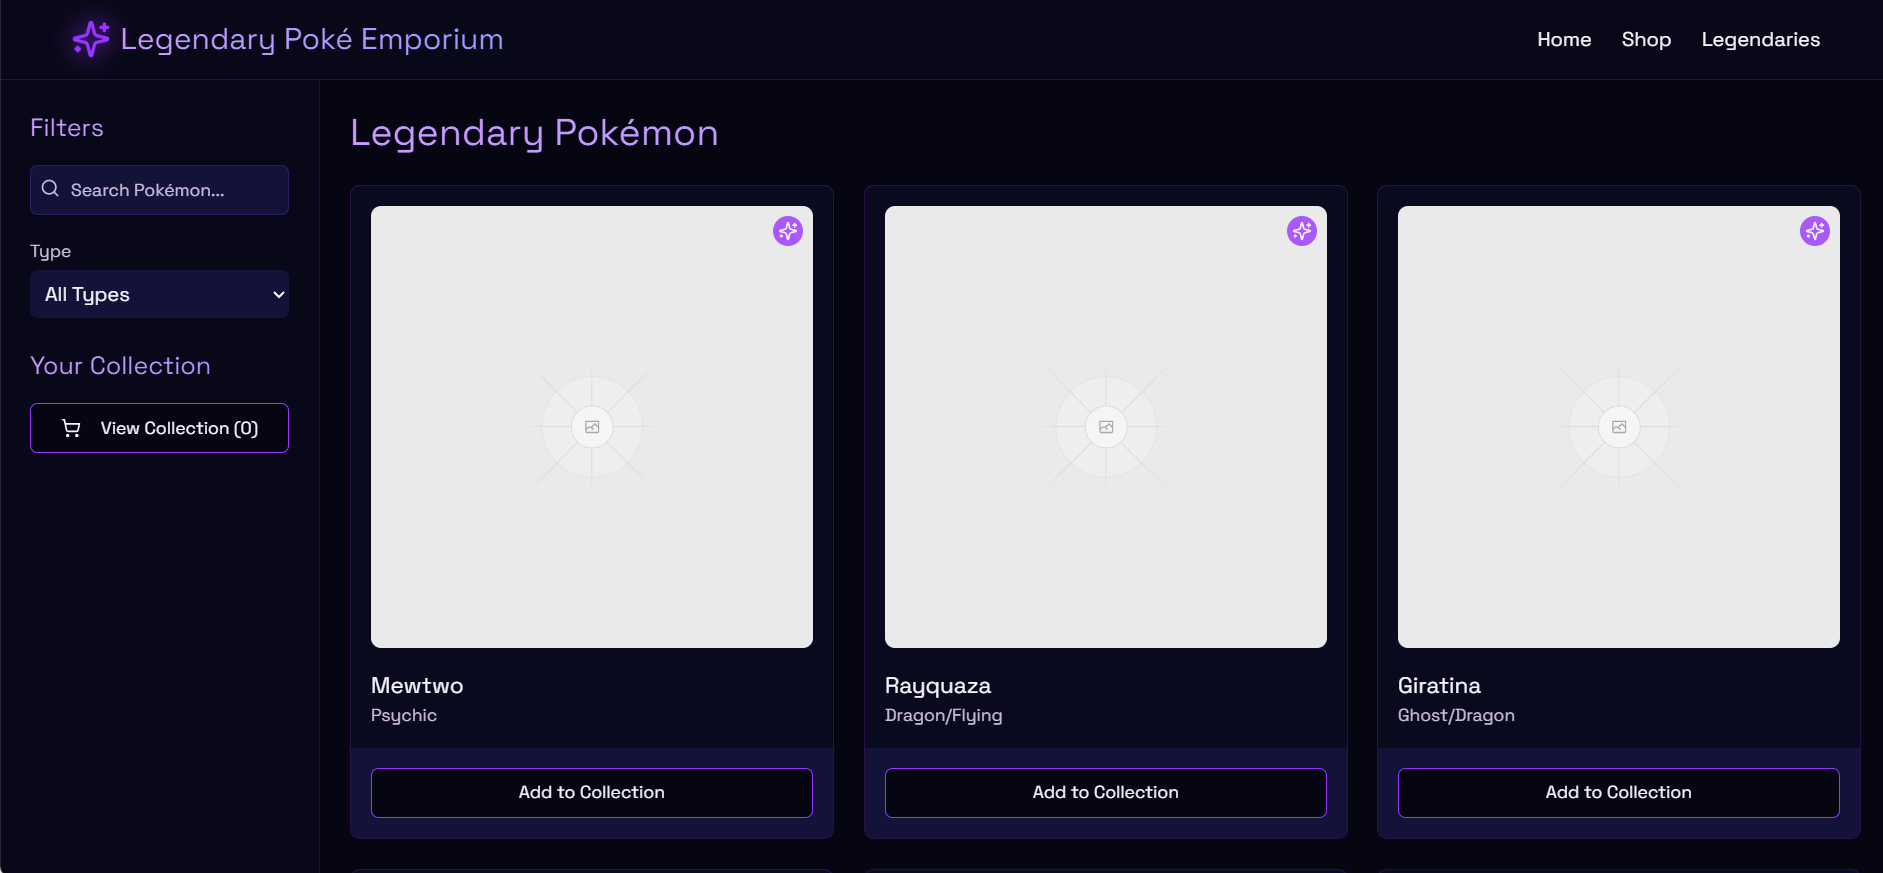 Legendary Poké Emporium
Home
Shop
Legendaries
Filters
Search Pokémon...
Type
All Types
Your Collection
View Collection (0)
Legendary Pokémon
Mewtwo
Psychic
Add to Collection
Rayquaza
Dragon/Flying
Add to Collection
Giratina
Ghost/Dragon
Add to Collection